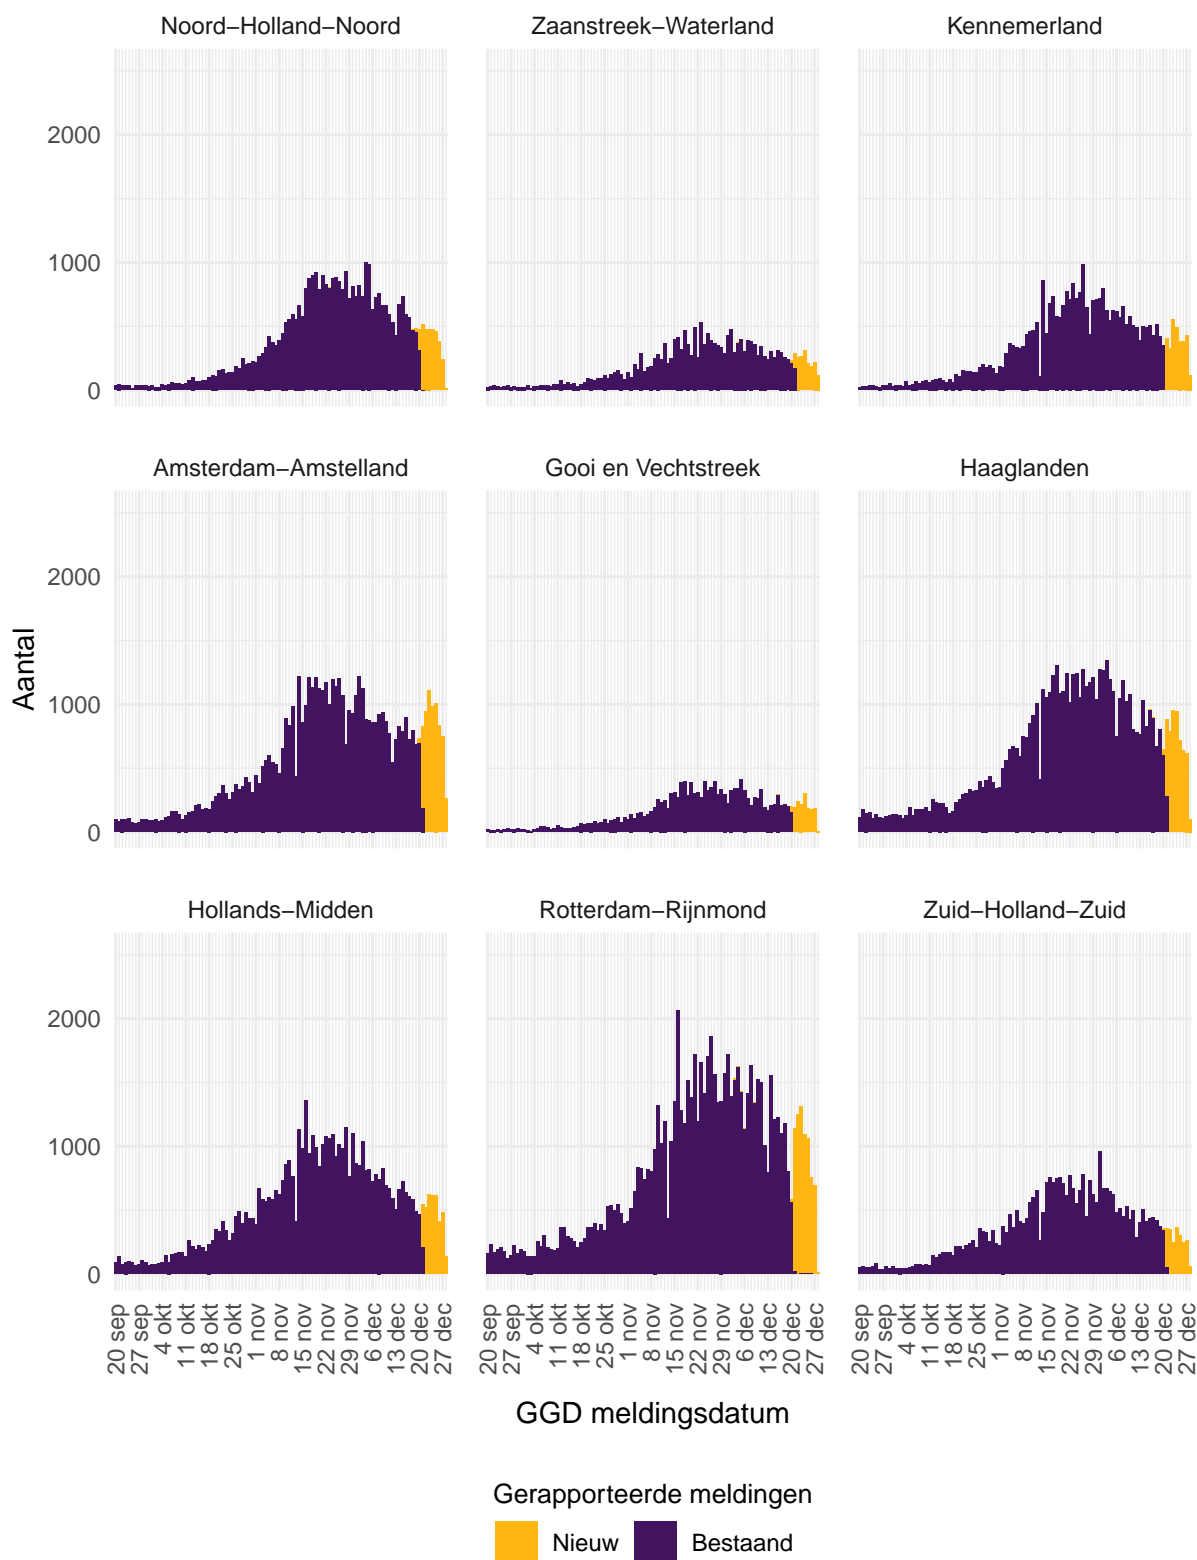 Noord−Holland−Noord Zaanstreek−Waterland Kennemerland
2000
1000
0
Amsterdam−Amstelland Gooi en Vechtstreek Haaglanden
2000
1000
0
Aantal
Hollands−Midden Rotterdam−Rijnmond Zuid−Holland−Zuid
2000
1000
0
20 sep 27 sep 4 okt 11 okt 18 okt 25 okt 1 nov 8 nov 15 nov 22 nov 29 nov 6 dec 13 dec 20 dec 27 dec 20 sep 27 sep 4 okt 11 okt 18 okt 25 okt 1 nov 8 nov 15 nov 22 nov 29 nov 6 dec 13 dec 20 dec 27 dec 20 sep 27 sep 4 okt 11 okt 18 okt 25 okt 1 nov 8 nov 15 nov 22 nov 29 nov 6 dec 13 dec 20 dec 27 dec
GGD meldingsdatum
Gerapporteerde meldingen
Nieuw Bestaand